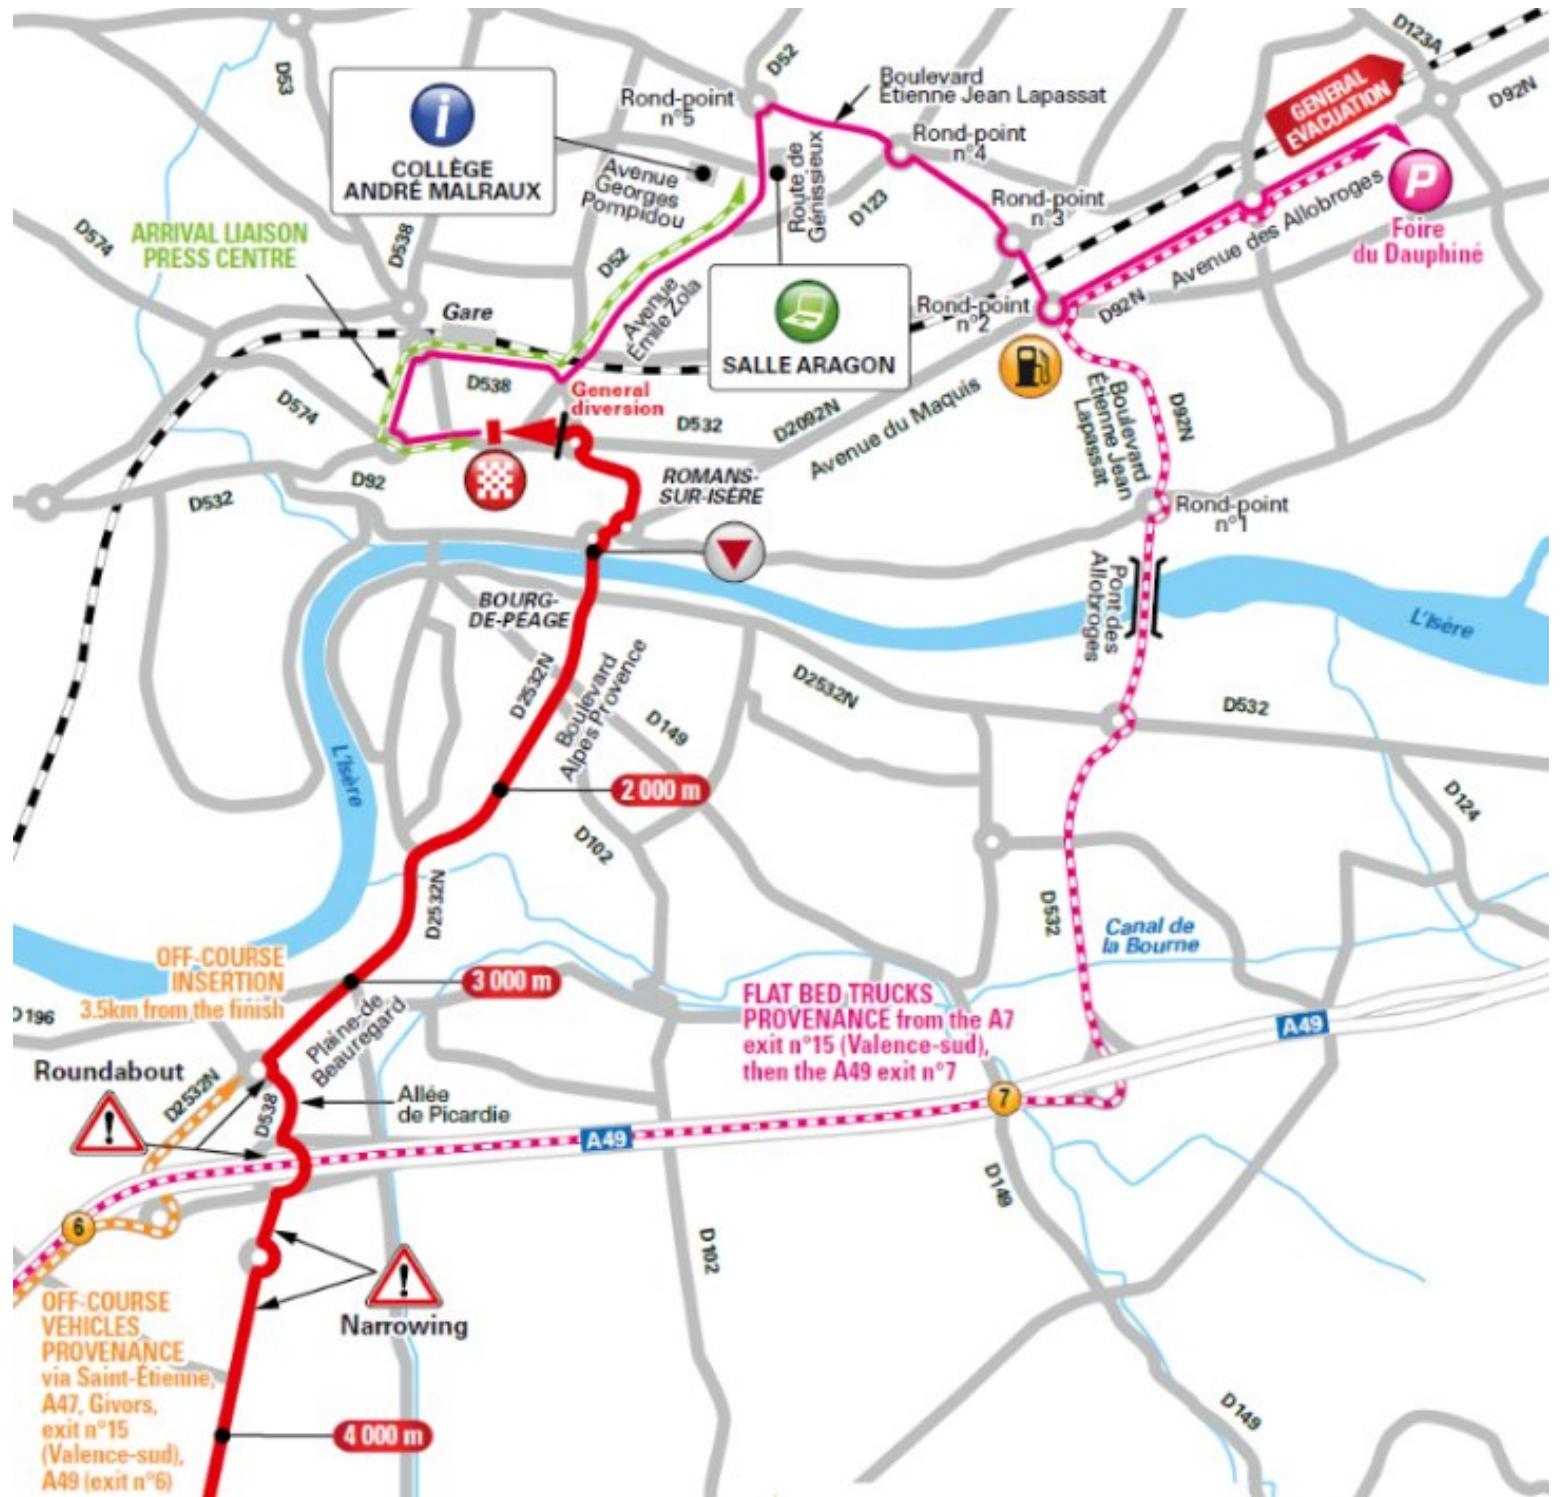 D53
D52
D123A
D92N
GENERAL
EVACUATION
Boulevard
Étienne Jean Lapassat
Rond-point
n°5
i
COLLÈGE
ANDRÉ MALRAUX
Avenue
Georges
Pompidou
Route de
Génissieux
Rond-point
n°4
D123
Rond-point
n°3
P
Foire
du Dauphiné
Avenue des Allobroges
D574
ARRIVAL LIAISON
PRESS CENTRE
D538
D52
Gare
Avenue
Émile Zola
SALLE ARAGON
Rond-point
n°2
D92N
D538
General
diversion
D574
D532
D2092N
Avenue du Maquis
Boulevard
Étienne Jean
Lapassat
D92N
D92
D532
ROMANS-
SUR-ISÈRE
Rond-point
n°1
BOURG-
DE-PÉAGE
Pont des
Allobroges
L'Isère
D2532N
Boulevard
Alpes Provence
D149
D2532N
D532
L'Isère
2 000 m
D102
D124
D2532N
D532
Canal de
la Bourne
OFF-COURSE
INSERTION
3.5km from the finish
3 000 m
D196
Plaine-de
Beauregard
FLAT BED TRUCKS
PROVENANCE from the A7
exit n°15 (Valence-sud),
then the A49 exit n°7
A49
Roundabout
D2532N
D538
Allée
de Picardie
7
A49
!
6
D149
D102
!
Narrowing
OFF-COURSE
VEHICLES
PROVENANCE
via Saint-Étienne,
A47, Givors,
exit n°15
(Valence-sud),
A49 (exit n°6)
4 000 m
D149